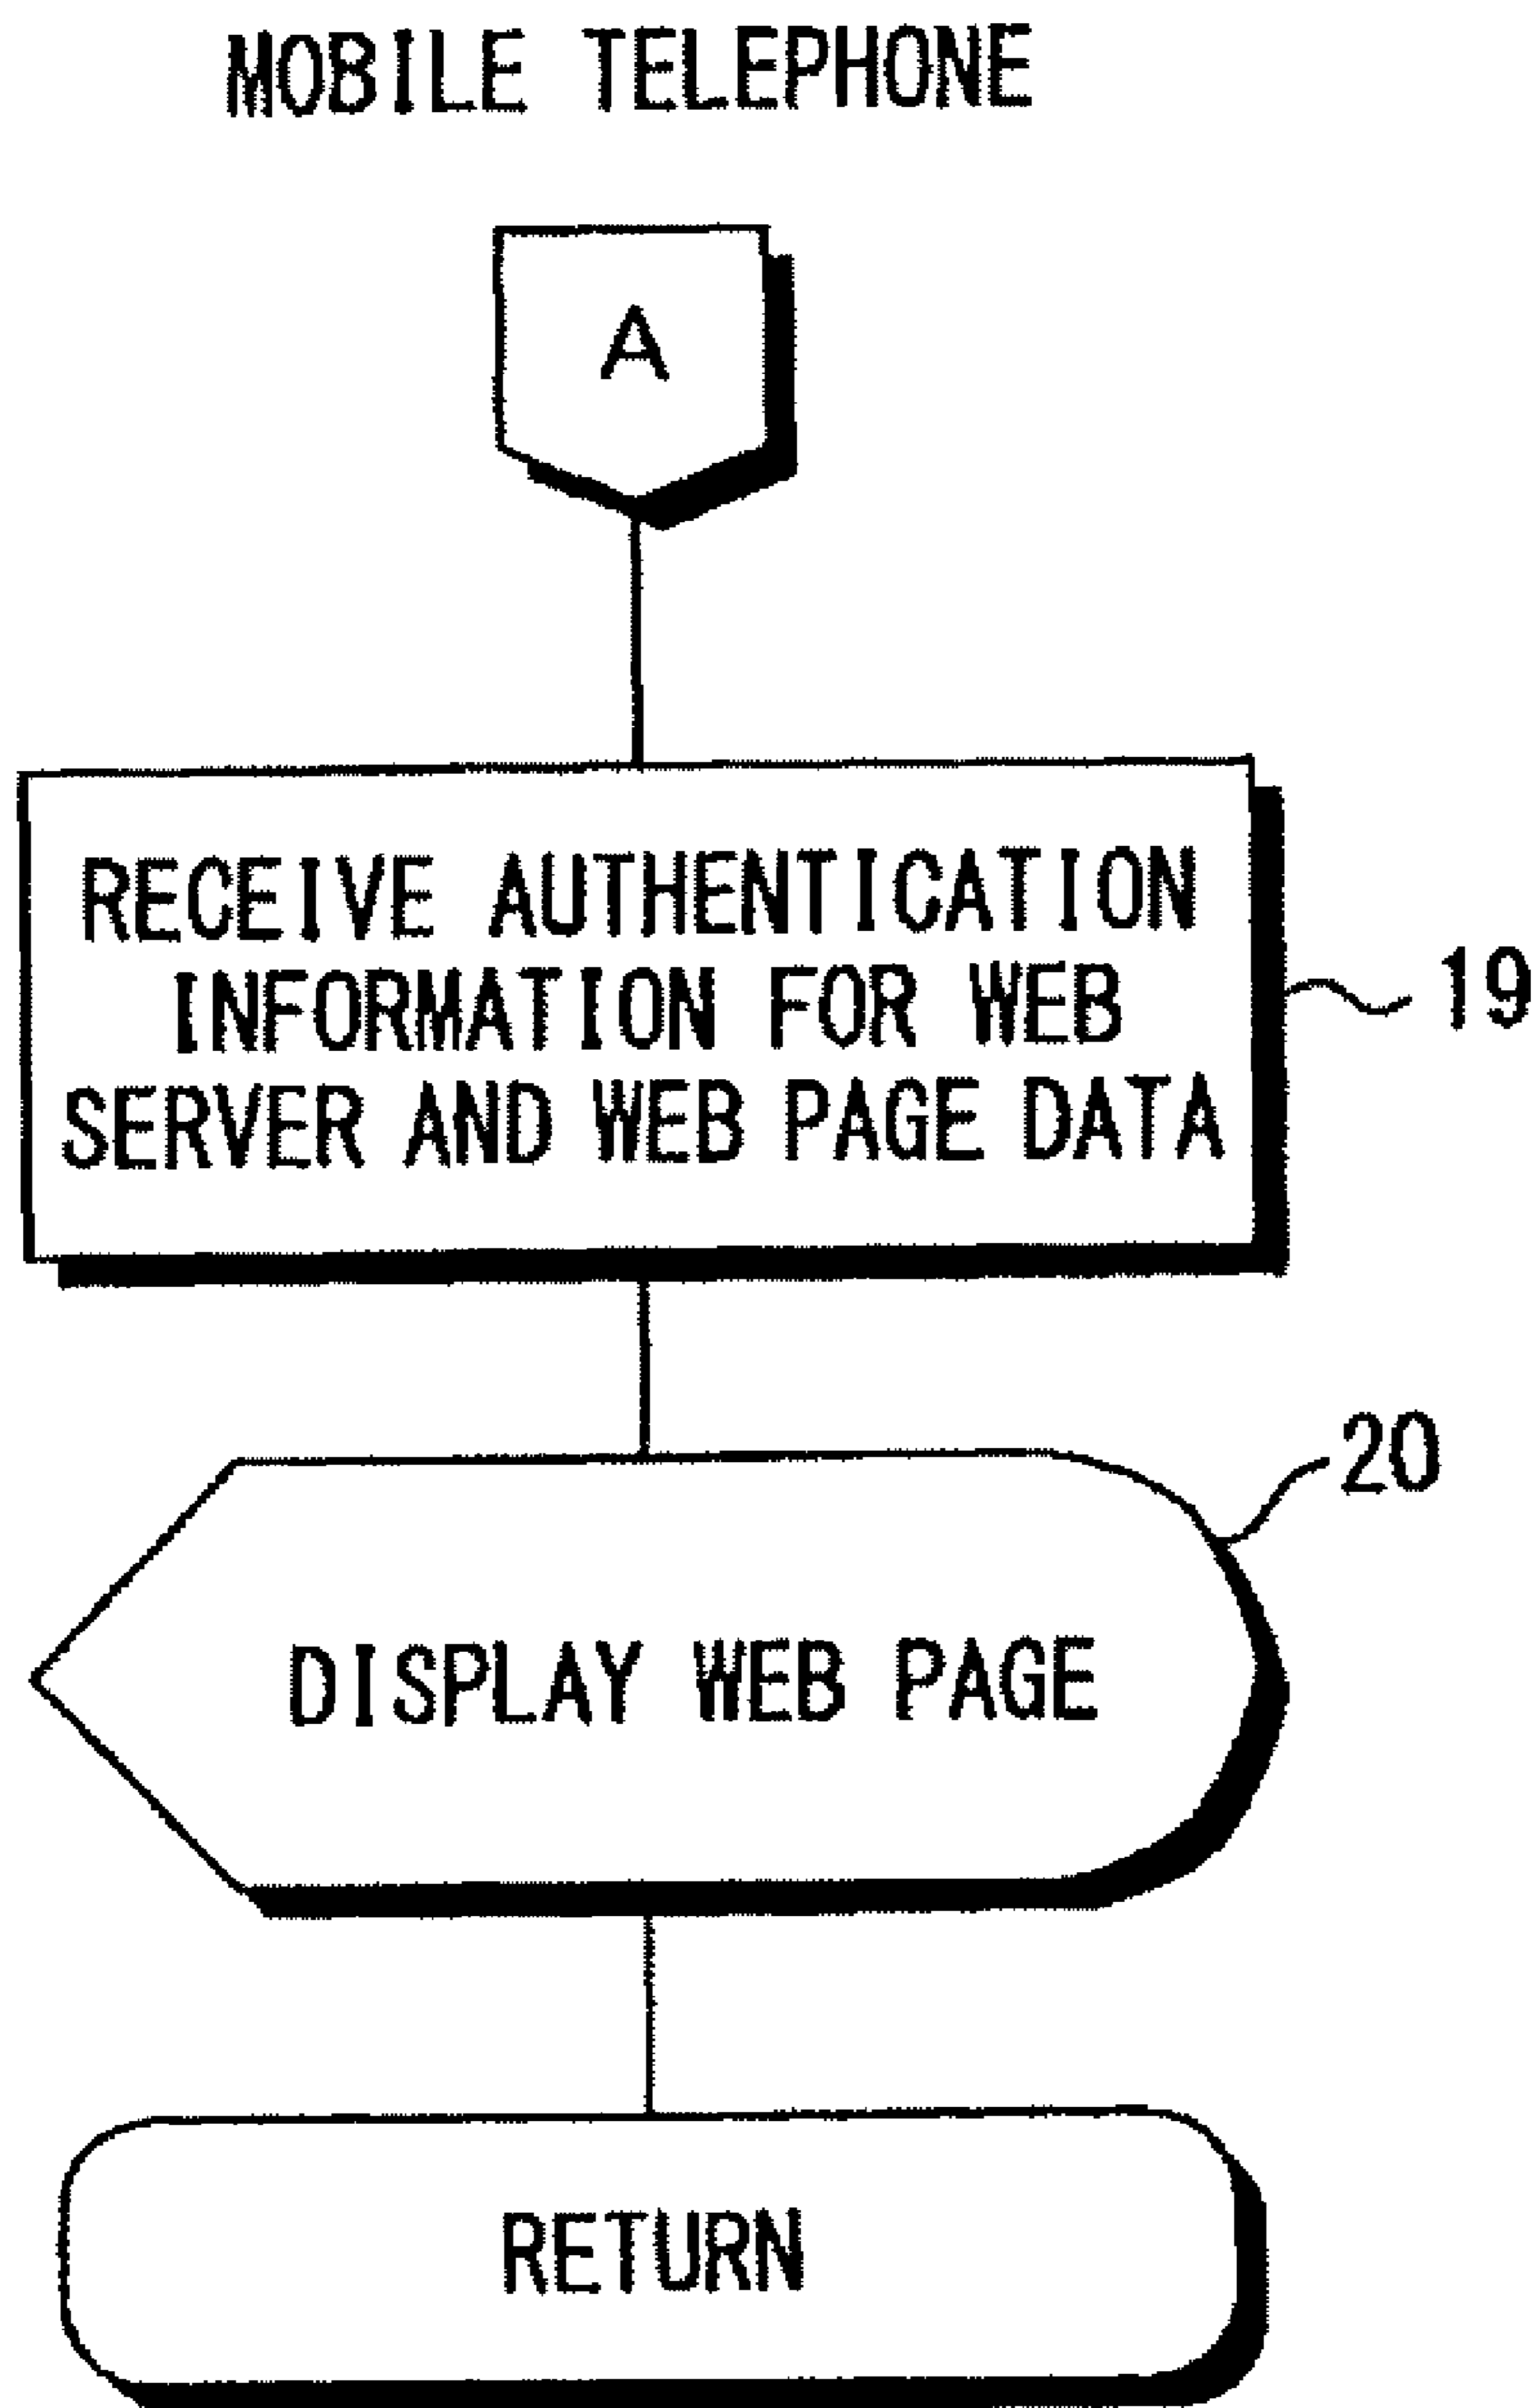 MOBILE TELEPHONE
A
RECEIVE AUTHENTICATION
INFORMATION FOR WEB
SERVER AND WEB PAGE DATA
19
20
DISPLAY WEB PAGE
RETURN